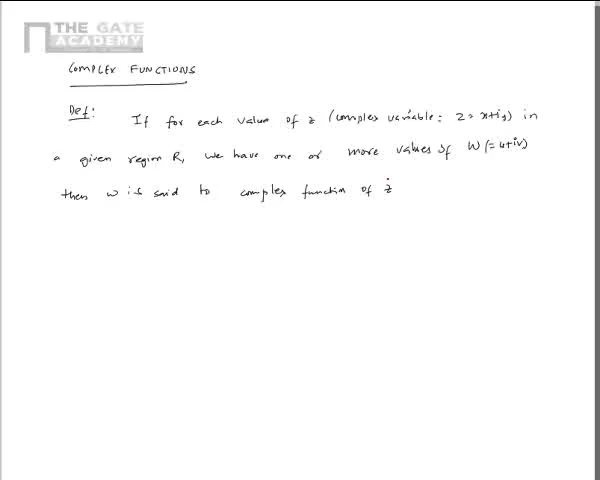 THE GATE
ACADEMY
COMPLEX FUNCTIONS
Def: If for each value of z (complex variable: z = x+iy) in
a given region R, we have one or more values of W (= u+iv)
then w is said to complex function of z